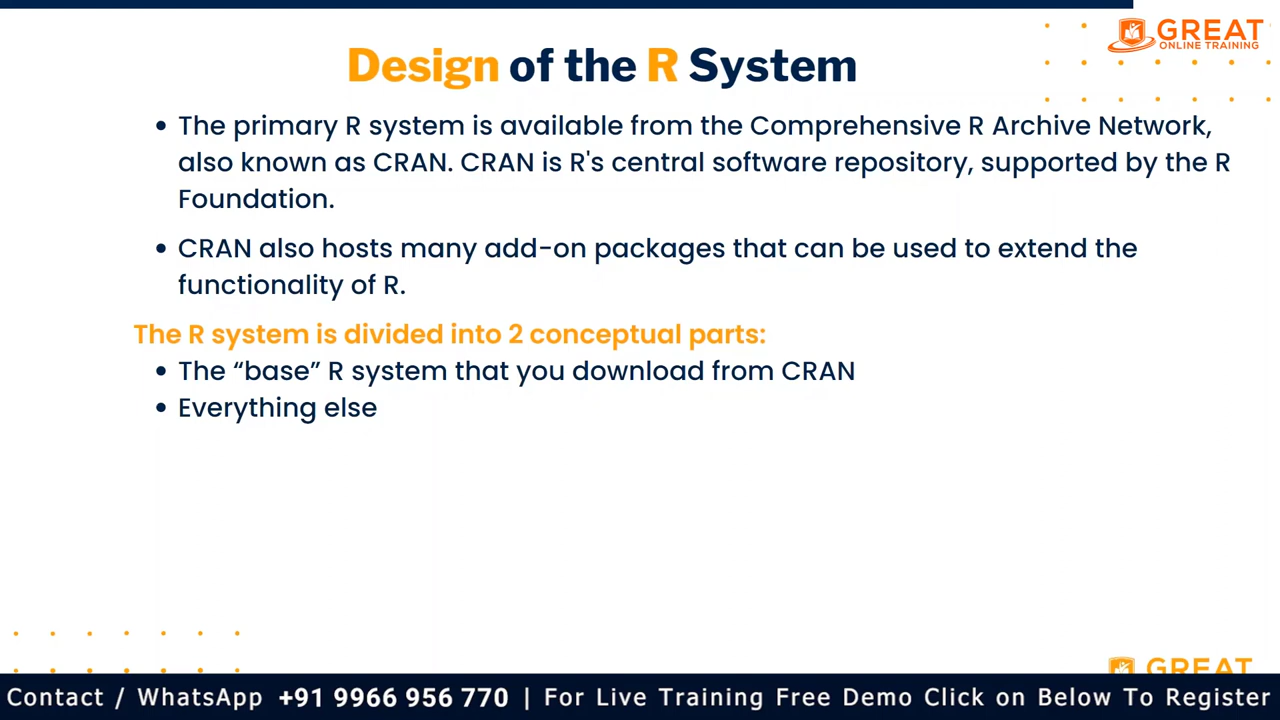 GREAT
ONLINE TRAINING
Design of the R System
• The primary R system is available from the Comprehensive R Archive Network,
also known as CRAN. CRAN is R's central software repository, supported by the R
Foundation.
• CRAN also hosts many add-on packages that can be used to extend the
functionality of R.
The R system is divided into 2 conceptual parts:
• The “base” R system that you download from CRAN
• Everything else
GREAT
Contact / WhatsApp +91 9966 956 770 | For Live Training Free Demo Click on Below To Register